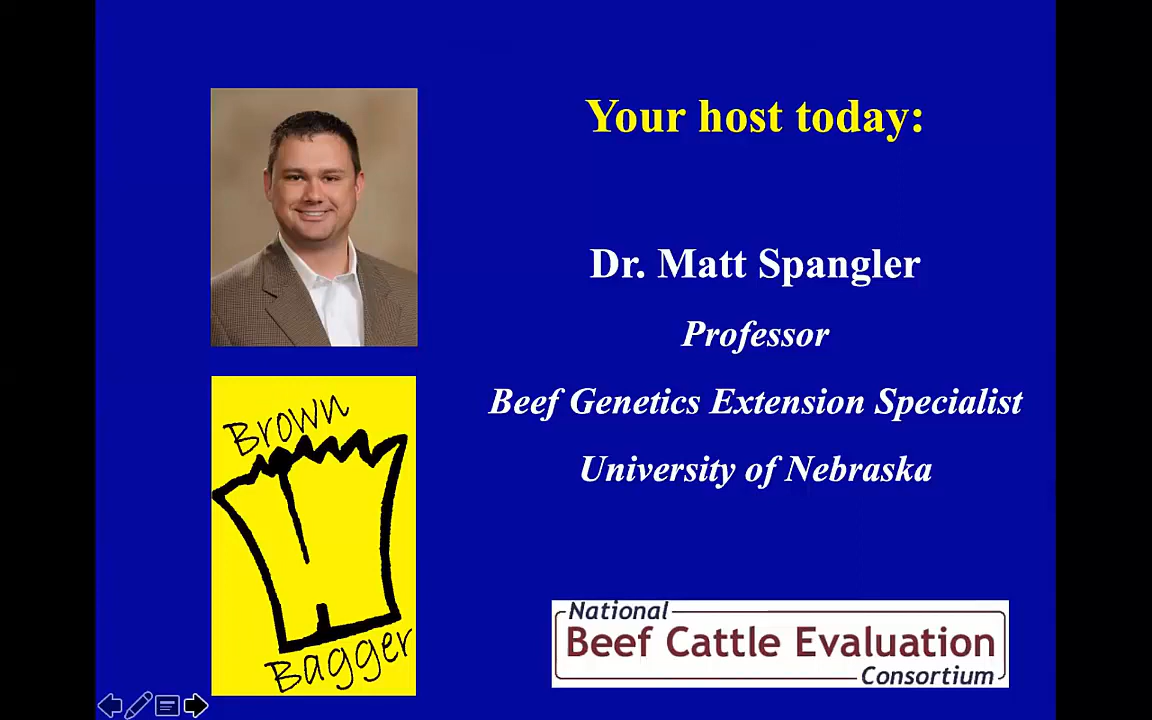 Your host today:
Dr. Matt Spangler
Professor
Beef Genetics Extension Specialist
University of Nebraska
Brown
Bagger
National
Beef Cattle Evaluation
Consortium